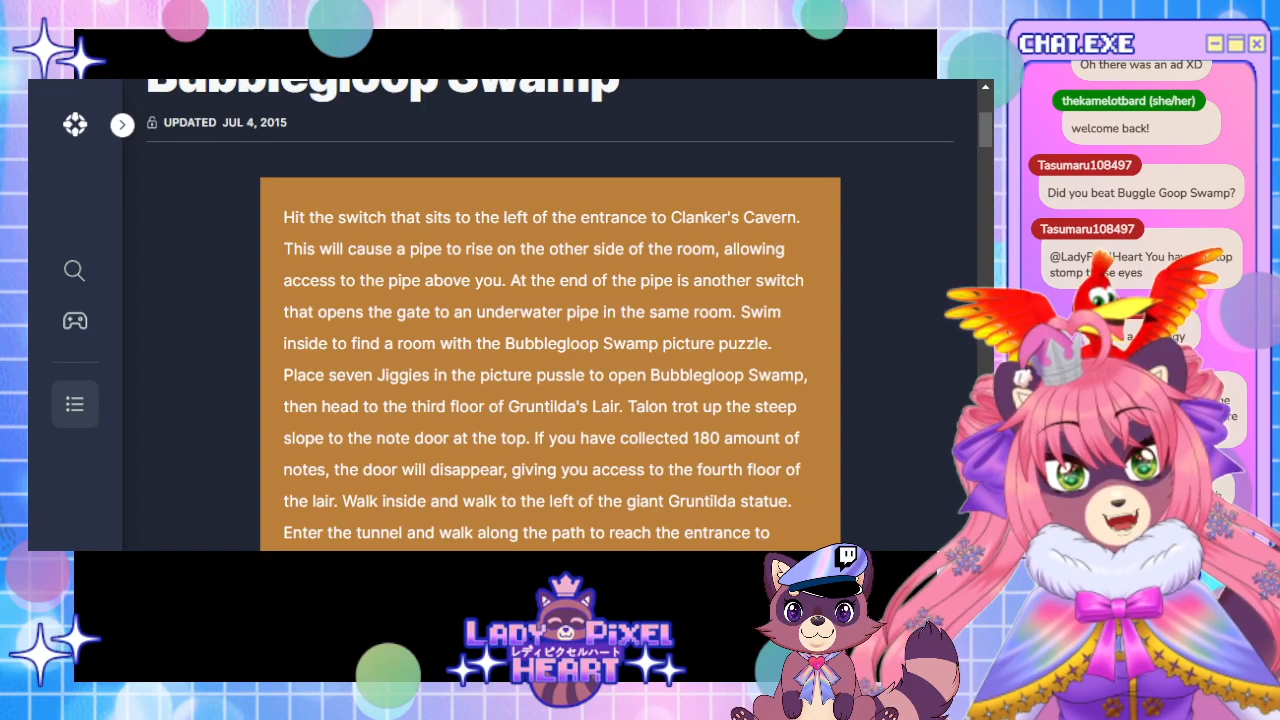 Bubblegloop Swamp
UPDATED JUL 4, 2015
Hit the switch that sits to the left of the entrance to Clanker's Cavern.
This will cause a pipe to rise on the other side of the room, allowing
access to the pipe above you. At the end of the pipe is another switch
that opens the gate to an underwater pipe in the same room. Swim
inside to find a room with the Bubblegloop Swamp picture puzzle.
Place seven Jiggies in the picture pussle to open Bubblegloop Swamp,
then head to the third floor of Gruntilda's Lair. Talon trot up the steep
slope to the note door at the top. If you have collected 180 amount of
notes, the door will disappear, giving you access to the fourth floor of
the lair. Walk inside and walk to the left of the giant Gruntilda statue.
Enter the tunnel and walk along the path to reach the entrance to
CHAT.EXE
Oh there was an ad XD
thekamelotbard (she/her)
welcome back!
Tasumaru108497
Did you beat Buggle Goop Swamp?
Tasumaru108497
stomp eyes
LADY PIXEL
レディピクセルハート
HEART